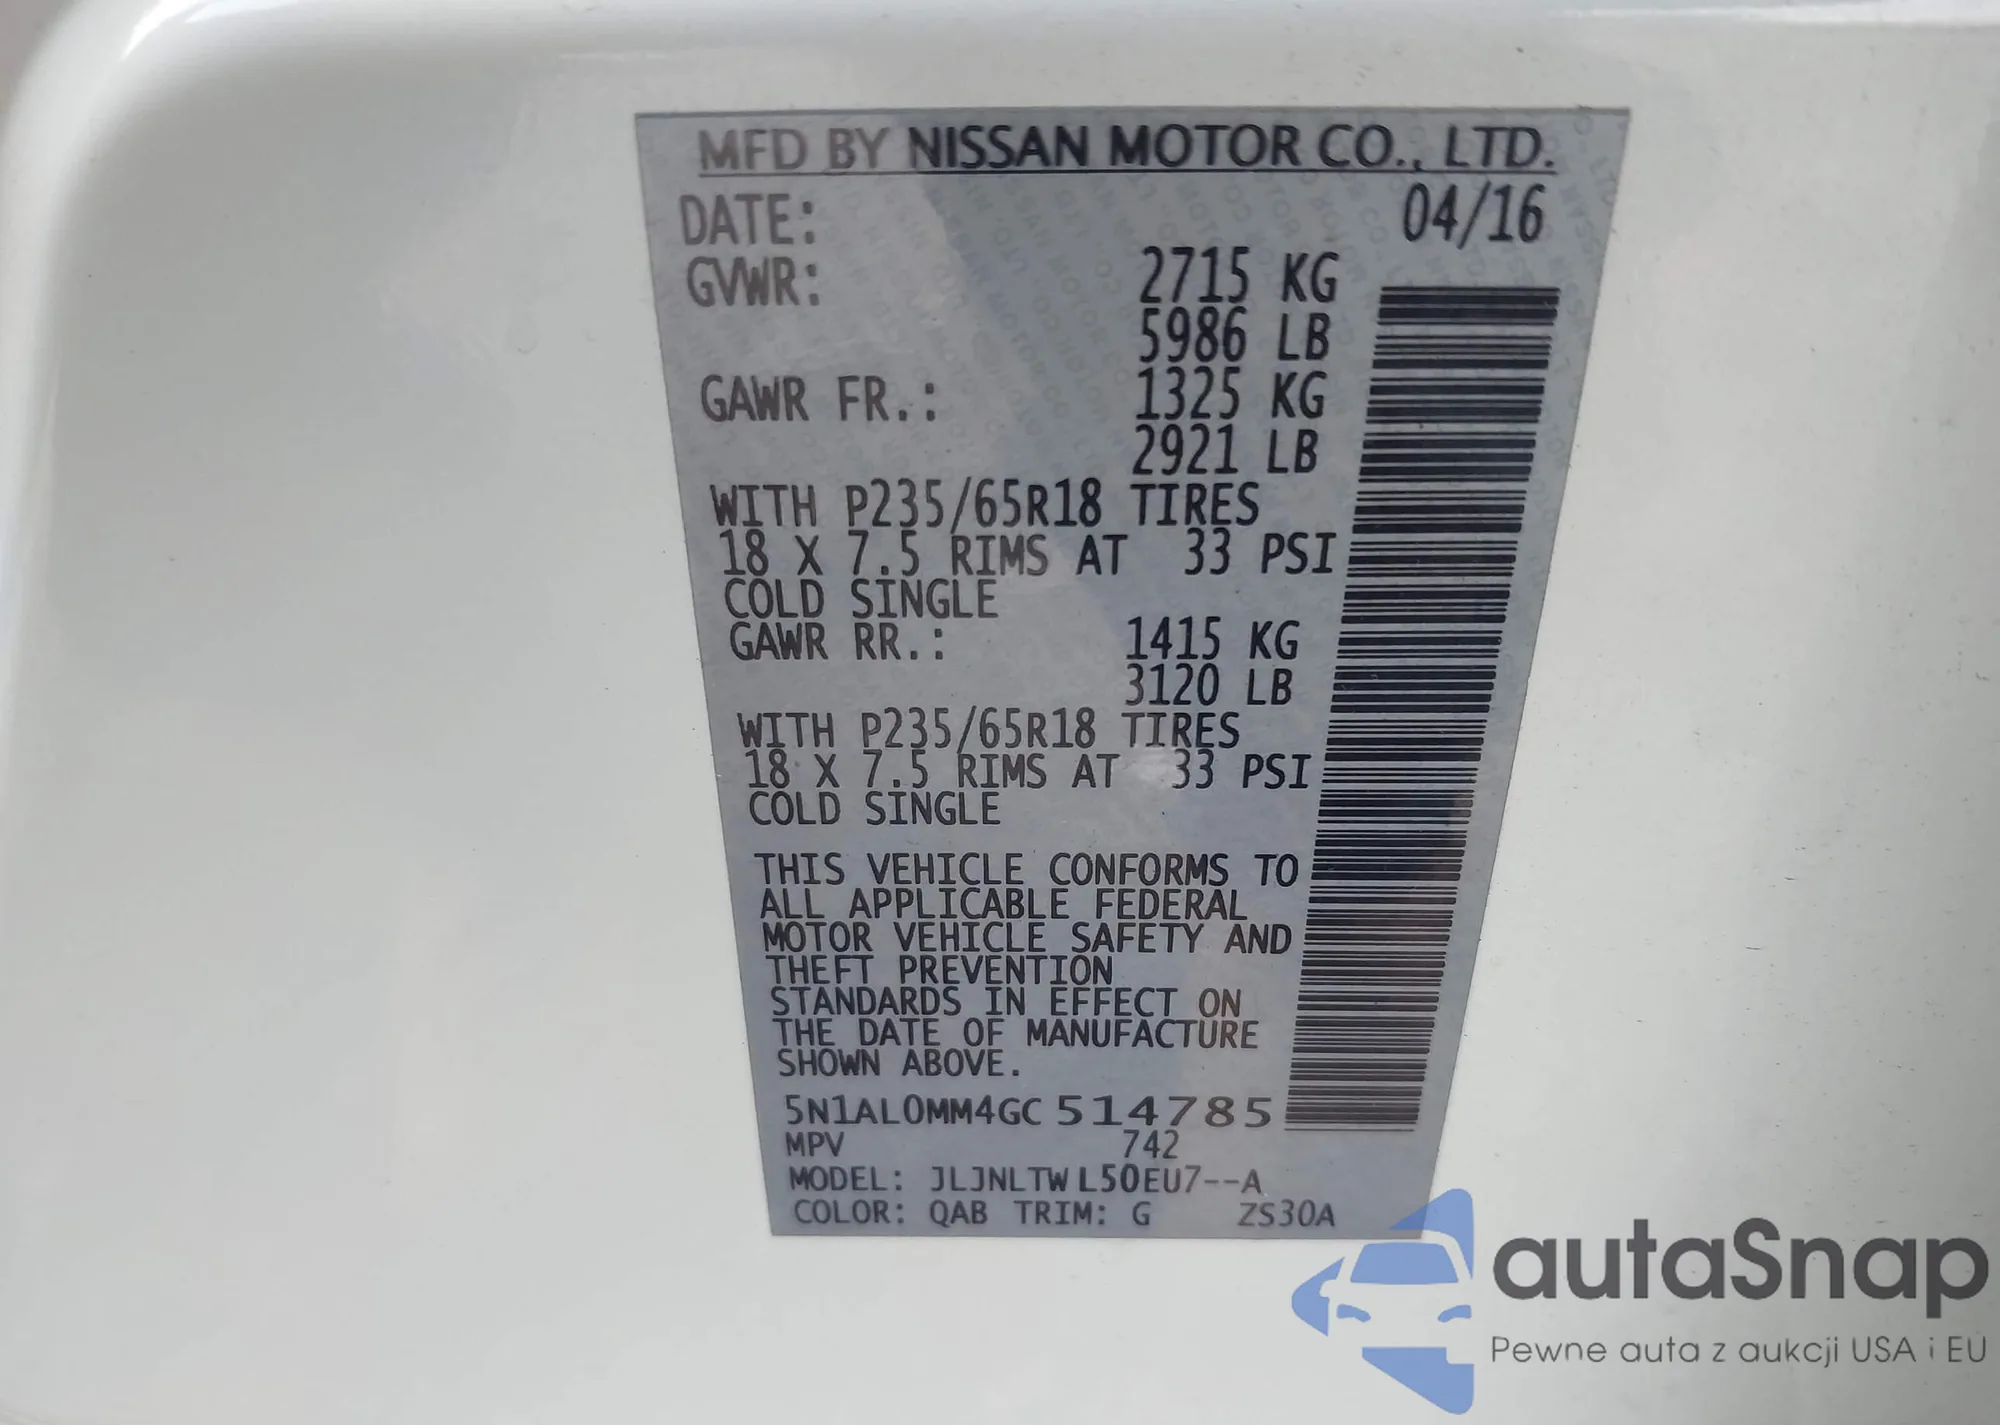 MFD BY NISSAN MOTOR CO., LTD.
DATE: 04/16
GVWR: 2715 KG
5986 LB
GAWR FR.: 1325 KG
2921 LB
WITH P235/65R18 TIRES
18 X 7.5 RIMS AT 33 PSI
COLD SINGLE
GAWR RR.: 1415 KG
3120 LB
WITH P235/65R18 TIRES
18 X 7.5 RIMS AT 33 PSI
COLD SINGLE
THIS VEHICLE CONFORMS TO
ALL APPLICABLE FEDERAL
MOTOR VEHICLE SAFETY AND
THEFT PREVENTION
STANDARDS IN EFFECT ON
THE DATE OF MANUFACTURE
SHOWN ABOVE.
5N1AL0MM4GC514785
MPV 742
MODEL: JLJNLTWL50EU7--A
COLOR: QAB TRIM: G ZS30A
autaSnap
Pewne auta z aukcji USA i EU